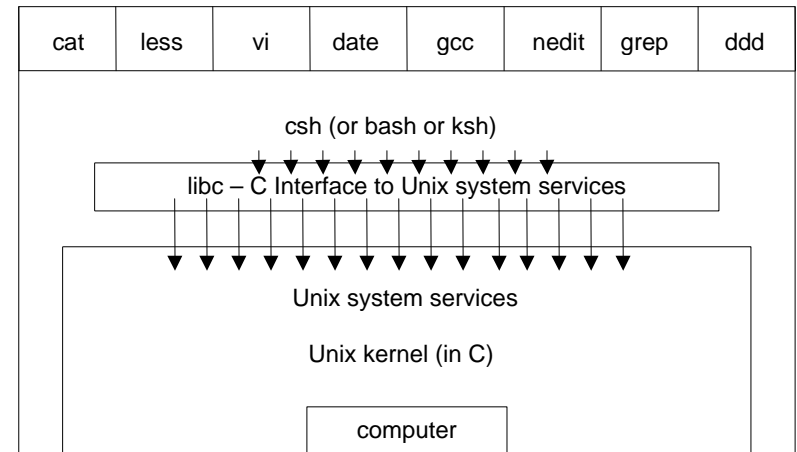 cat less vi date gcc nedit grep ddd
csh (or bash or ksh)
libc – C Interface to Unix system services
Unix system services
Unix kernel (in C)
computer